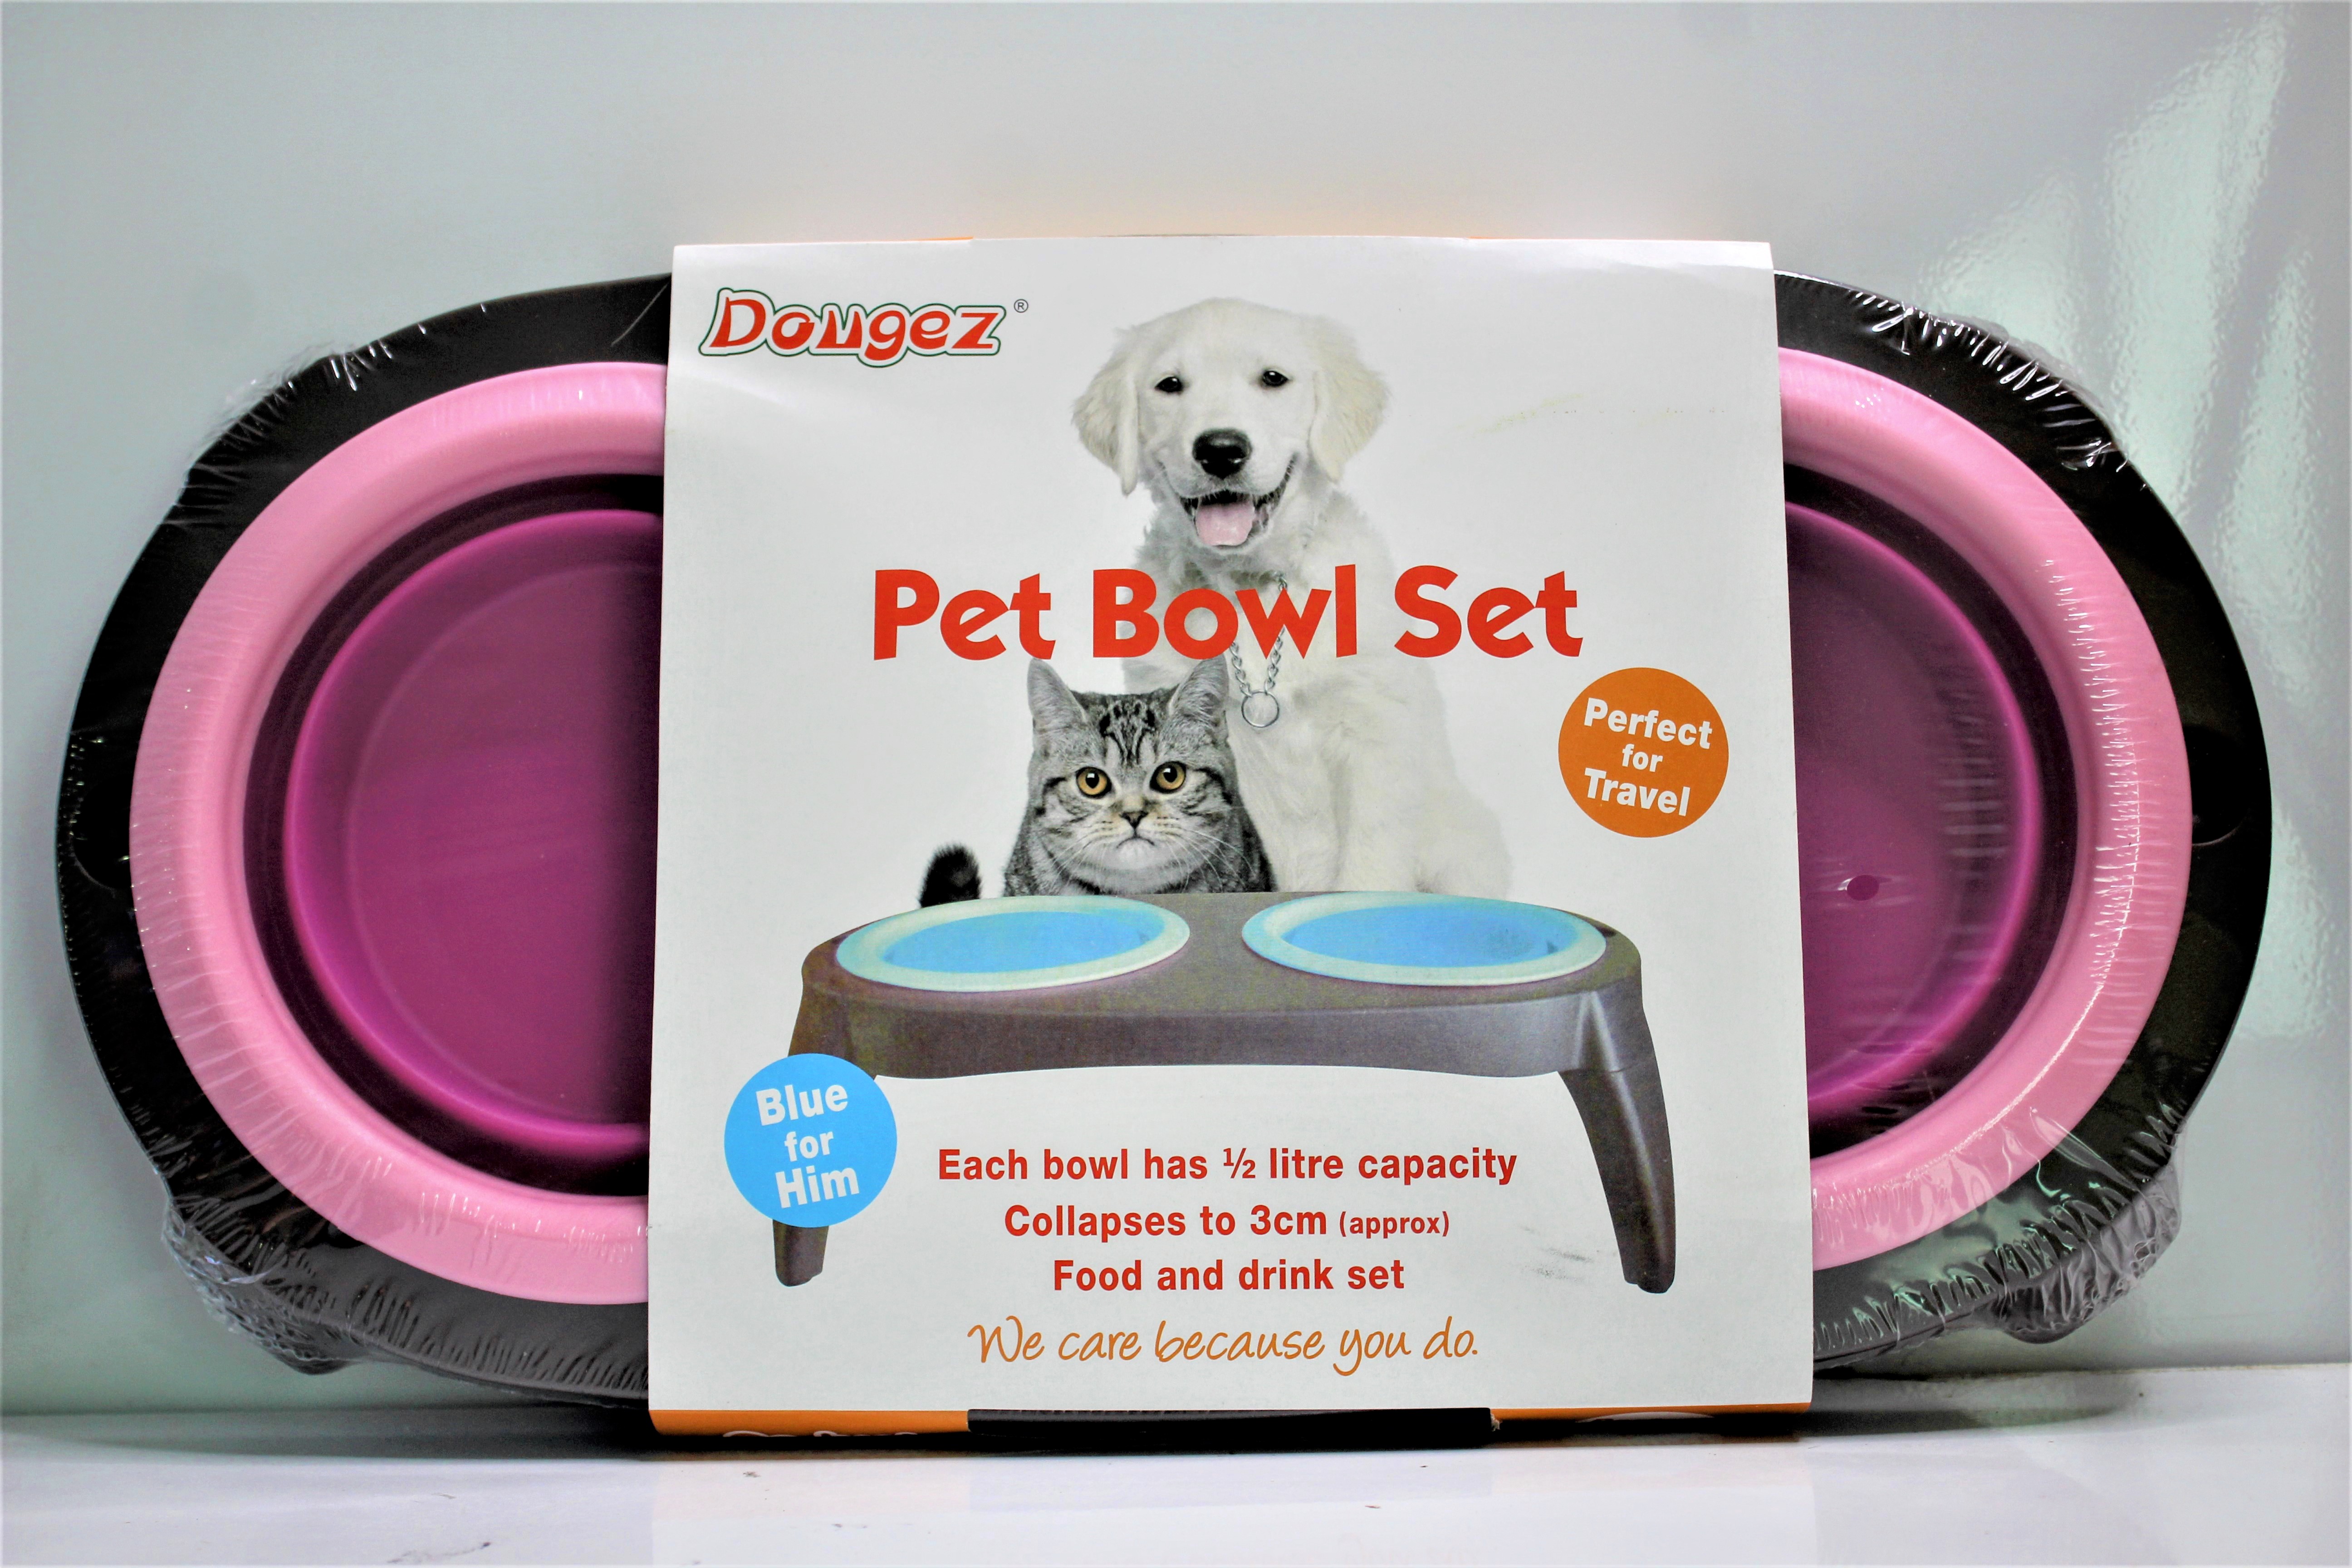 Dougez ®
Pet Bowl Set
Perfect
for
Travel
Blue
for
Him
Each bowl has ½ litre capacity
Collapses to 3cm (approx)
Food and drink set
We care because you do.